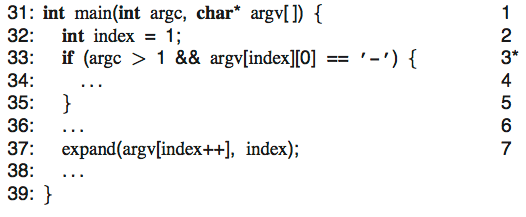 31: int main(int argc, char* argv[]) { 1
32: int index = 1; 2
33: if (argc > 1 && argv[index][0] == '-') { 3*
34: ... 4
35: } 5
36: ... 6
37: expand(argv[index++], index); 7
38: ...
39: }